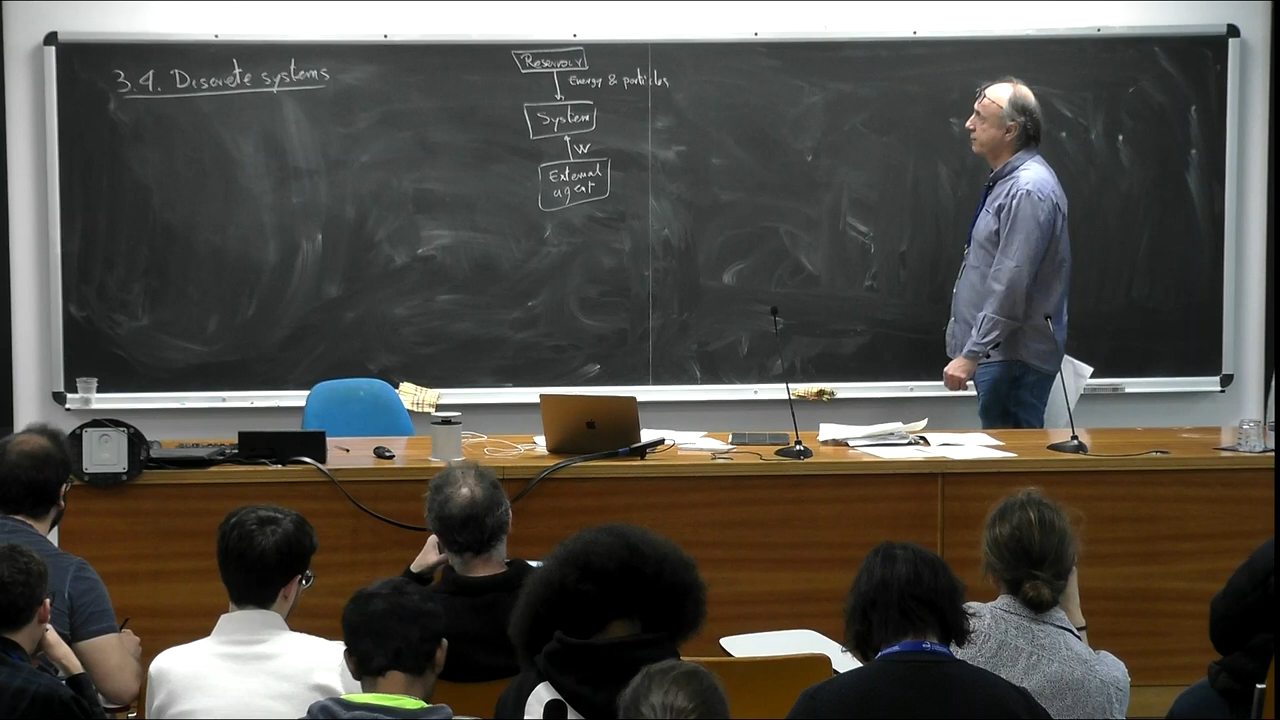 3.4. Discrete systems
Reservoir
Energy & particles
System
W
External
agent